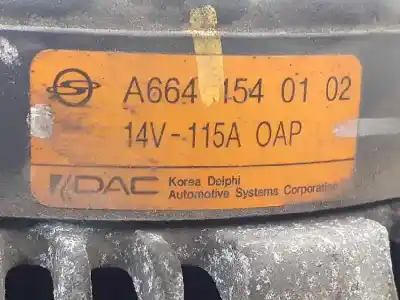 A664 154 01 02
14V-115A OAP
DAC Korea Delphi
Automotive Systems Corporation